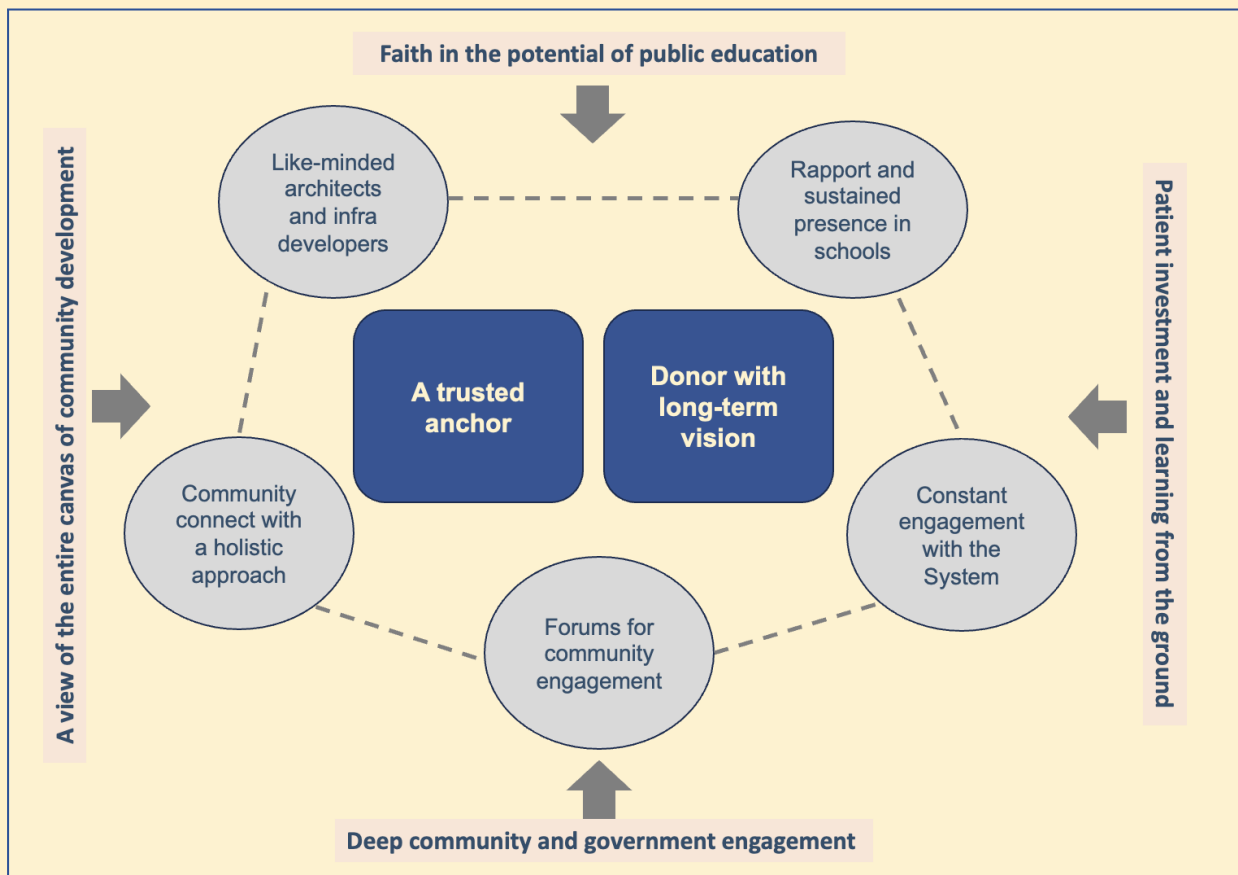 Faith in the potential of public education
Like-minded
architects
and infra
developers
Rapport and
sustained
presence in
schools
A view of the entire canvas of community development
Patient investment and learning from the ground
A trusted
anchor
Donor with
long-term
vision
Community
connect with
a holistic
approach
Constant
engagement
with the
System
Forums for
community
engagement
Deep community and government engagement